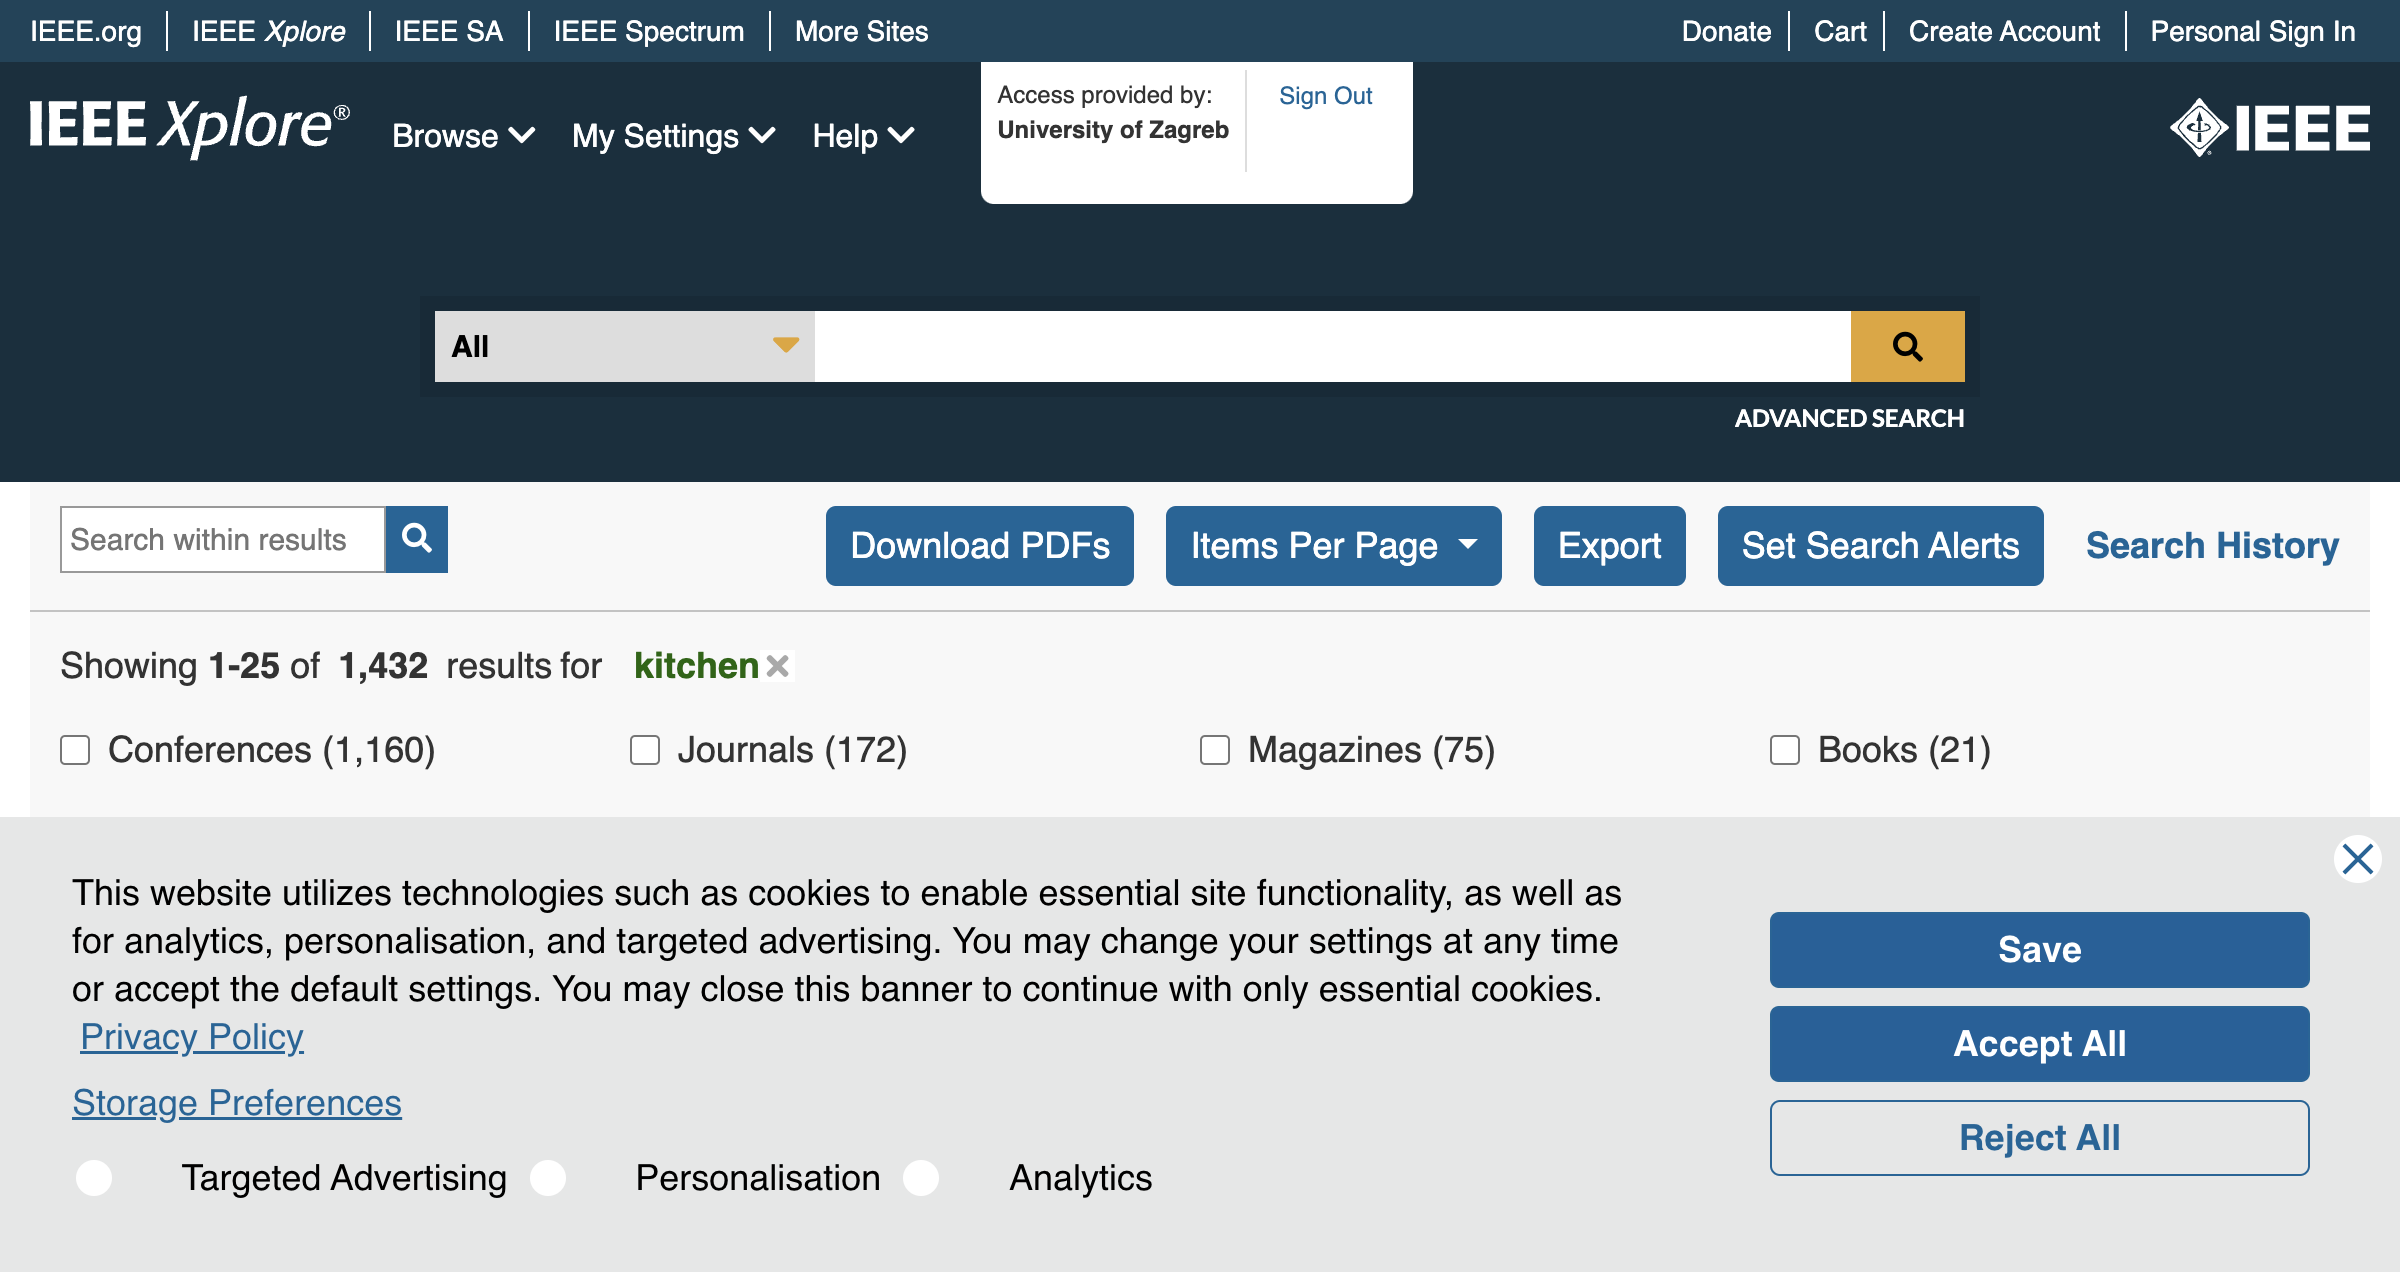 IEEE.org IEEE Xplore IEEE SA IEEE Spectrum More Sites Donate Cart Create Account Personal Sign In
IEEE Xplore® Browse My Settings Help Access provided by: University of Zagreb Sign Out IEEE
All
ADVANCED SEARCH
Search within results Download PDFs Items Per Page Export Set Search Alerts Search History
Showing 1-25 of 1,432 results for kitchen
Conferences (1,160) Journals (172) Magazines (75) Books (21)
This website utilizes technologies such as cookies to enable essential site functionality, as well as
for analytics, personalisation, and targeted advertising. You may change your settings at any time
or accept the default settings. You may close this banner to continue with only essential cookies.
Privacy Policy
Storage Preferences
Targeted Advertising Personalisation Analytics
Save
Accept All
Reject All